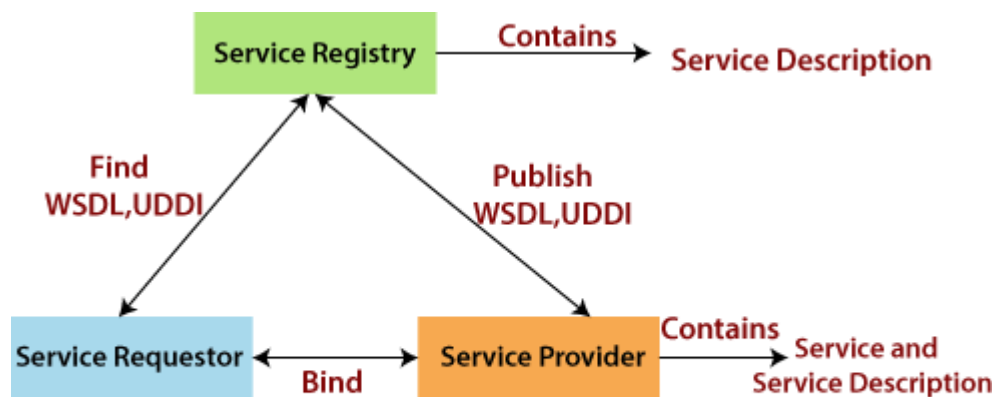 Service Registry
Contains
Service Description
Find
WSDL,UDDI
Publish
WSDL,UDDI
Service Requestor
Bind
Service Provider
Contains
Service and
Service Description